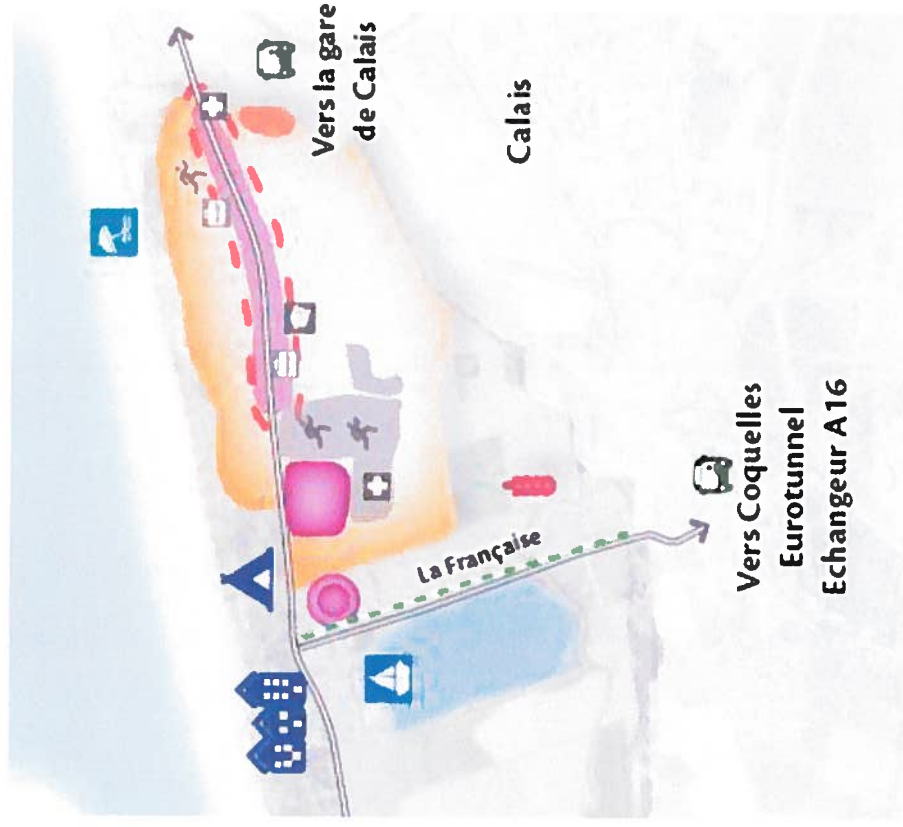 Vers la gare
de Calais
Calais
La Française
Vers Coquelles
Eurotunnel
Echangeur A16